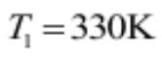 T₁ = 330K